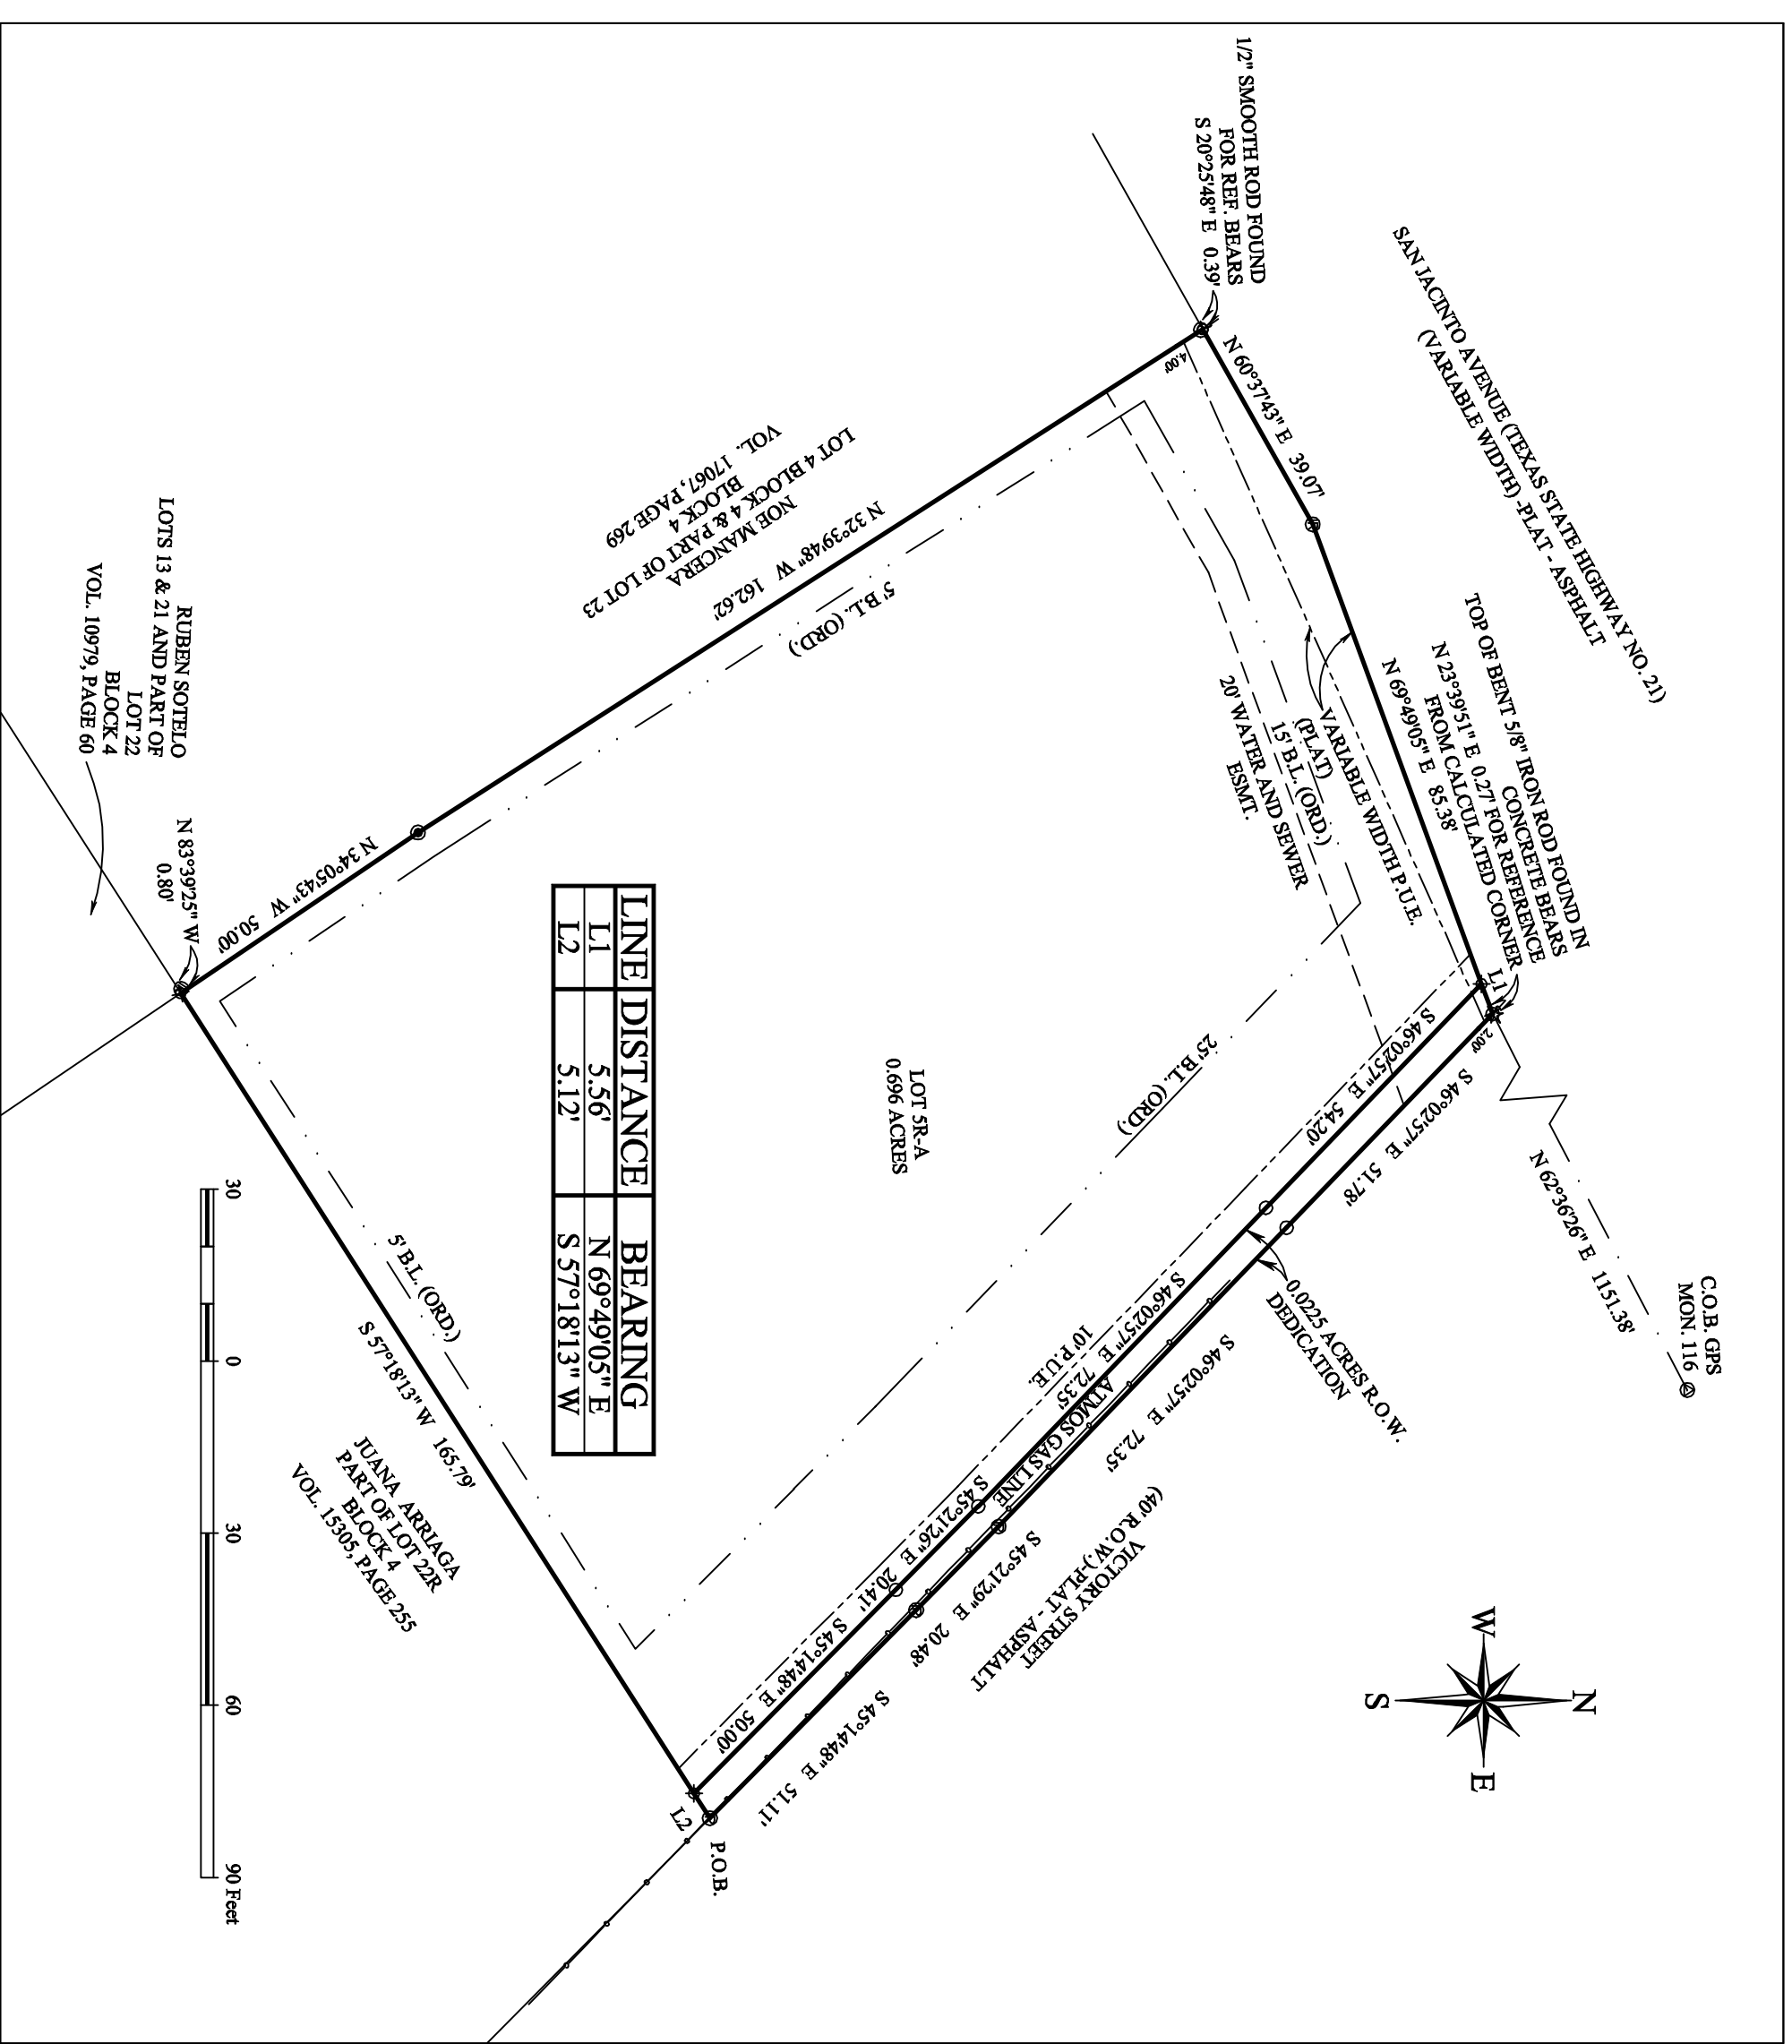 C.O.B. GPS
MON. 116
N 62°36'26" E 1151.38'
SAN JACINTO AVENUE (TEXAS STATE HIGHWAY NO. 21)
(VARIABLE WIDTH) -PLAT - ASPHALT
TOP OF BENT 5/8" IRON ROD FOUND IN
CONCRETE BEARS
N 23°39'51" E 0.27' FOR REFERENCE
FROM CALCULATED CORNER
N 69°49'05" E 85.38'
L1
2.00'
1/2" SMOOTH ROD FOUND
FOR REF. BEARS
S 20°25'48" E 0.39'
N 60°37'43" E 39.07'
4.00'
VARIABLE WIDTH P.U.E.
(PLAT)
15' B.L. (ORD.)
20' WATER AND SEWER
ESMT.
S 46°02'57" E 54.20'
S 46°02'57" E 51.78'
25' B.L. (ORD.)
0.0225 ACRES R.O.W.
DEDICATION
S 46°02'57" E
72.35'
10' P.U.E.
ATMOS GAS LINE
S 46°02'57" E 72.35'
VICTORY STREET
(40' R.O.W.)-PLAT - ASPHALT
S 45°21'26" E 20.41'
S 45°21'29" E 20.48'
S 45°14'48" E 50.00'
S 45°14'48" E 51.11'
L2
P.O.B.
N 32°39'48" W 162.62'
NOE MANCERA
LOT 4 BLOCK 4 & PART OF LOT 23
BLOCK 4
VOL. 17067, PAGE 269
5' B.L. (ORD.)
LOT 5R-A
0.696 ACRES
N 34°05'43" W 50.00'
N 83°39'25" W
0.80'
RUBEN SOTELO
LOTS 13 & 21 AND PART OF
LOT 22
BLOCK 4
VOL. 10979, PAGE 60
5' B.L. (ORD.)
S 57°18'13" W 165.79'
JUANA ARRIAGA
PART OF LOT 22R
BLOCK 4
VOL. 15305, PAGE 255
LINE DISTANCE BEARING
L1 5.56' N 69°49'05" E
L2 5.12' S 57°18'13" W
30 0 30 60 90 Feet
N
W
E
S